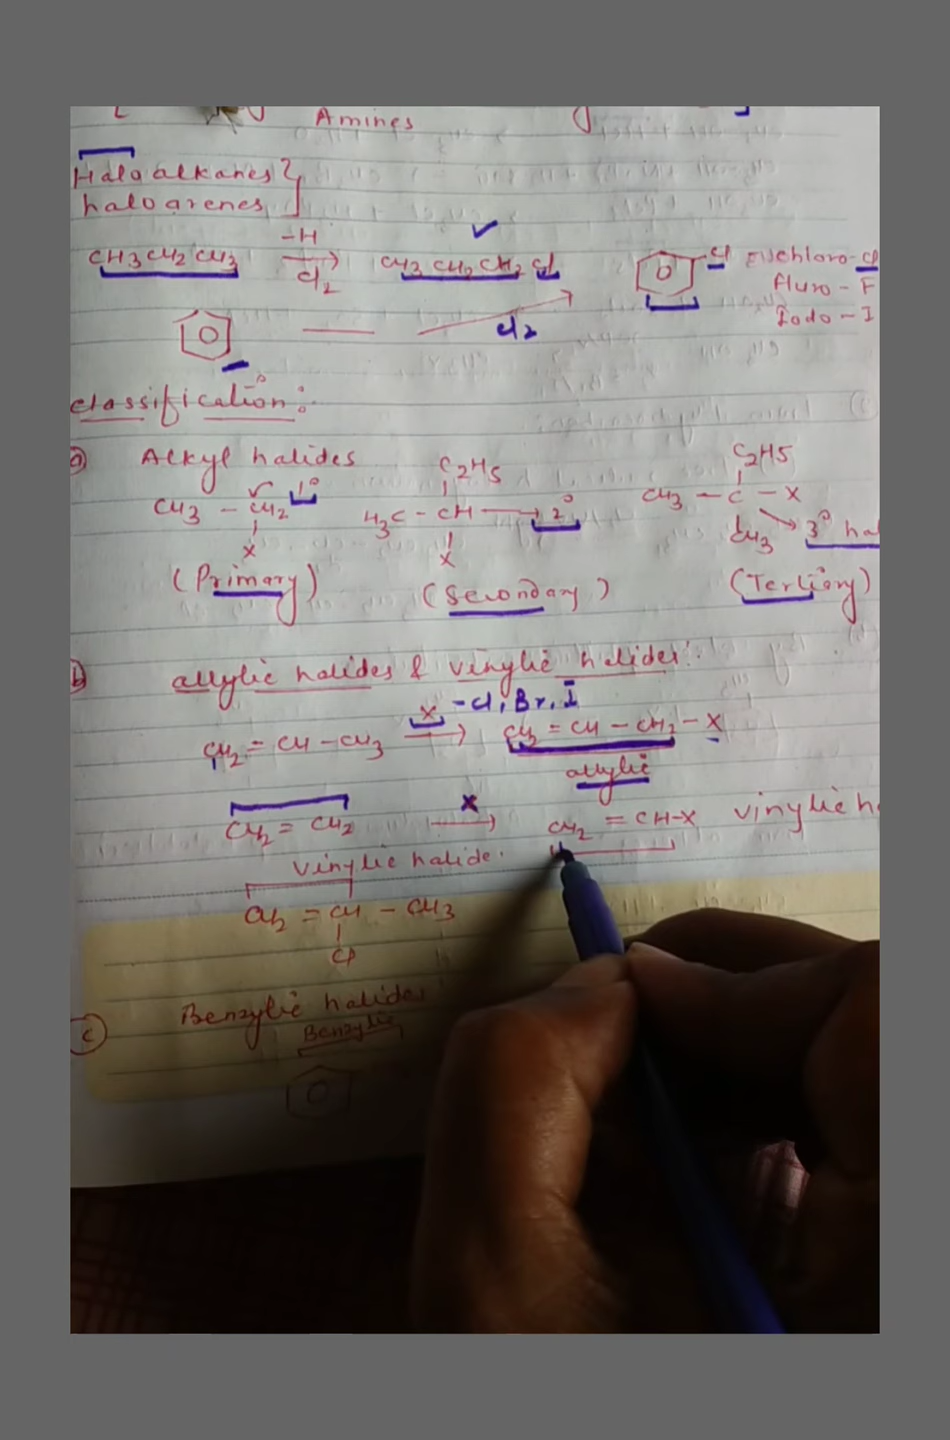 Amines
Haloalkanes
haloarenes
-H
CH3CH2CH3 → CH3CH2CH2Cl Cl
Cl2
Fluro - F
Iodo - I
Cl2
classification:
a) Alkyl halides
C2H5 C2H5
CH3 - CH2 1° H3C - CH → 2° CH3 - C - X
X X CH3 3° hal
(Primary) (Secondary) (Tertiary)
b allylic halides & vinylic halides:
X - Cl, Br, I
CH2 = CH - CH3 → CH2 = CH - CH2 - X
allylic
X
CH2 = CH2 → CH2 = CH-X vinylic h
Vinylic halide.
CH2 = CH - CH3
Cl
c Benzylic halides
Benzylic